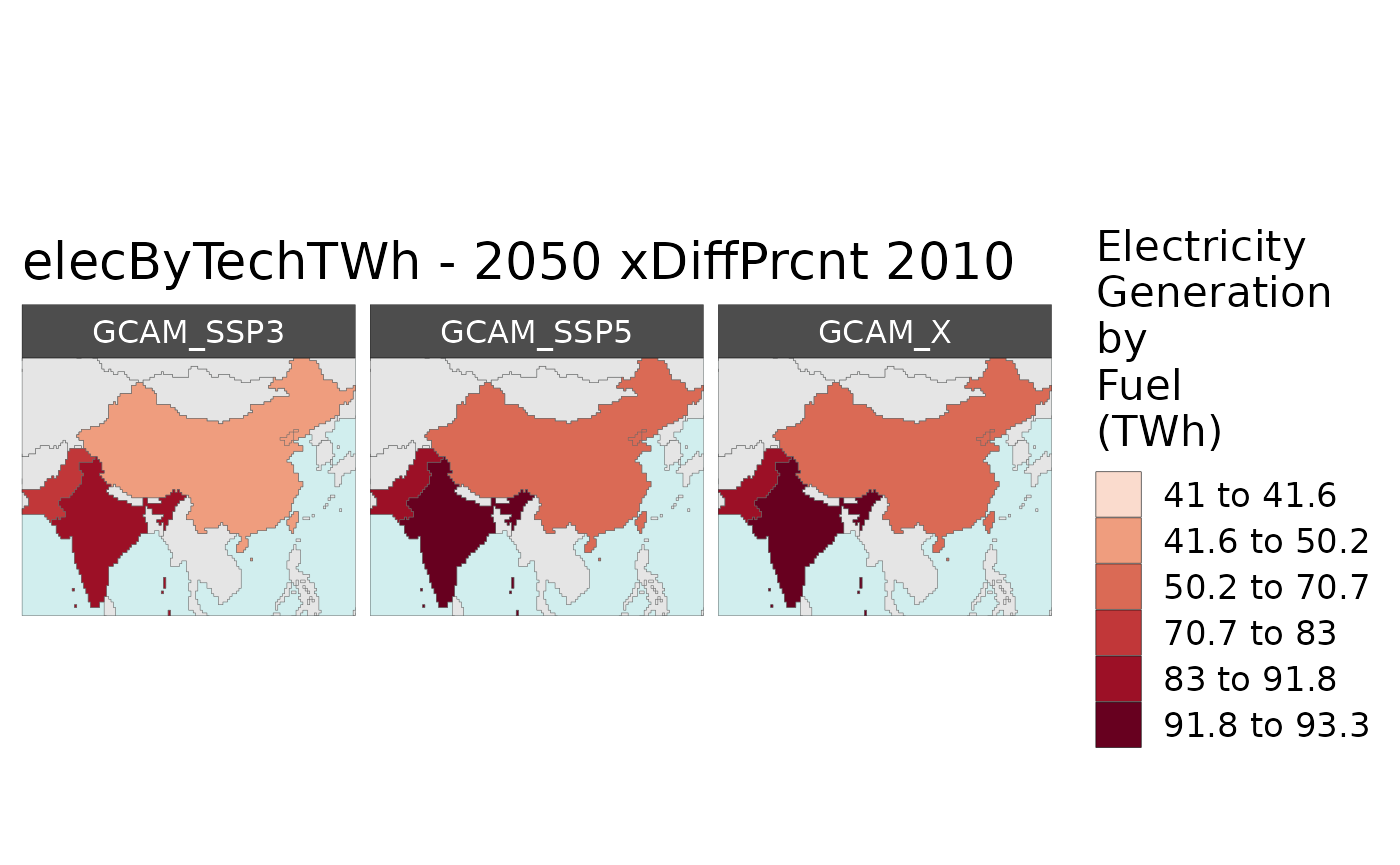 elecByTechTWh - 2050 xDiffPrcnt 2010
GCAM_SSP3
GCAM_SSP5
GCAM_X
Electricity
Generation
by
Fuel
(TWh)
41 to 41.6
41.6 to 50.2
50.2 to 70.7
70.7 to 83
83 to 91.8
91.8 to 93.3